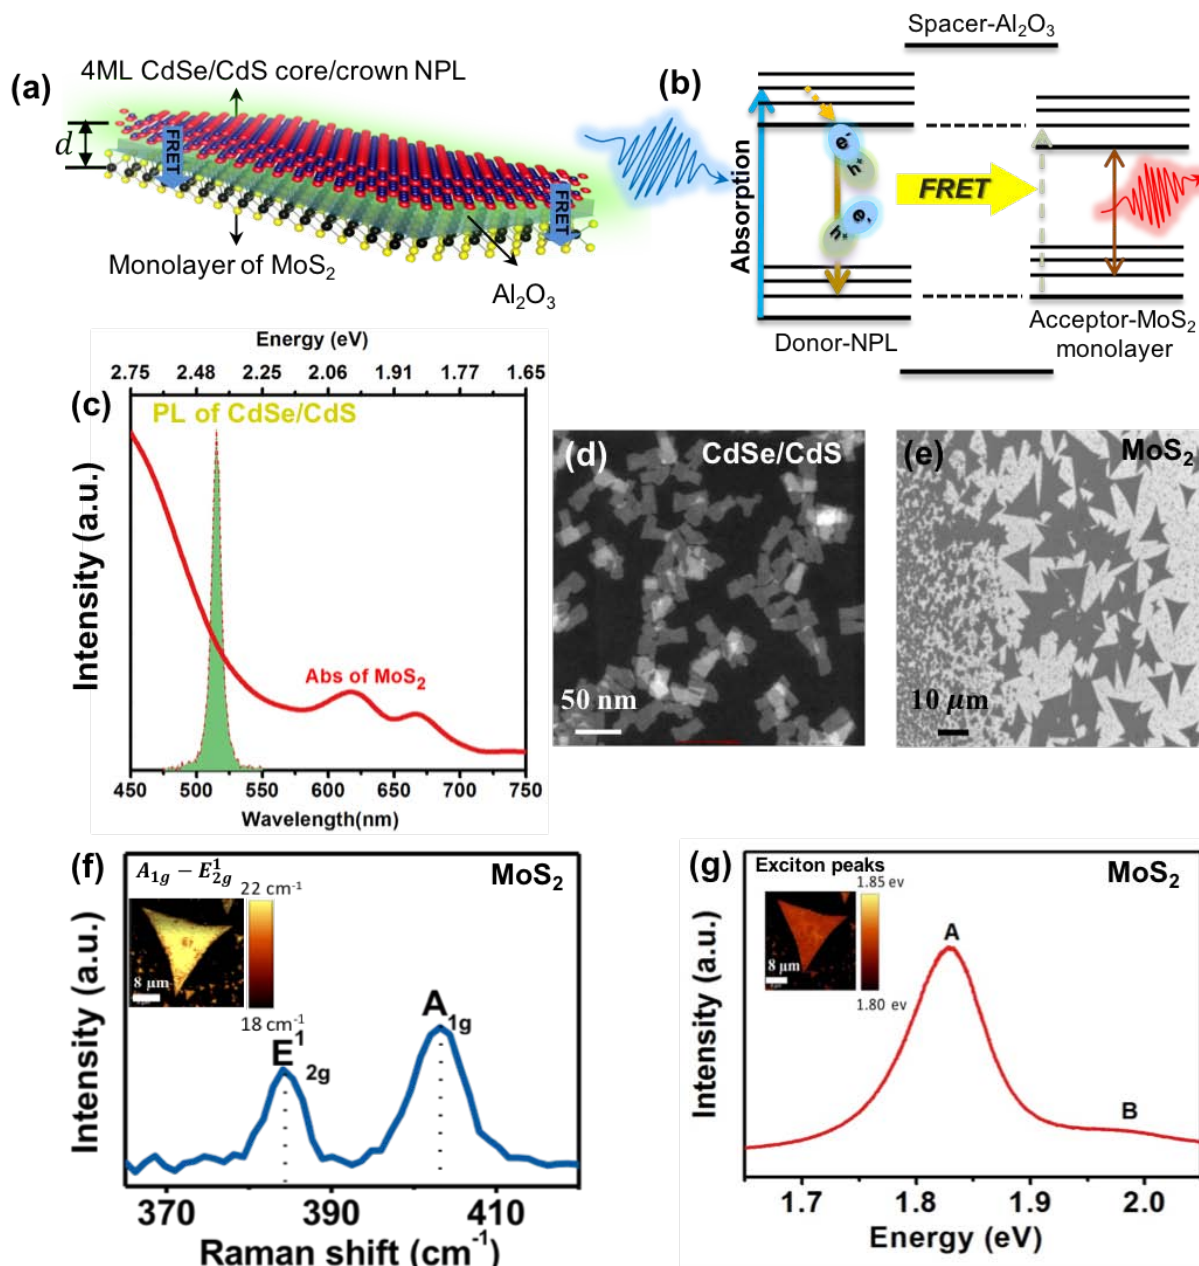 (a)
4ML CdSe/CdS core/crown NPL
d
FRET
FRET
Monolayer of MoS₂
Al₂O₃
(b)
Spacer-Al₂O₃
Absorption
e⁻
h⁺
h⁺
e⁻
FRET
Donor-NPL
Acceptor-MoS₂
monolayer
(c)
Energy (eV)
2.75 2.48 2.25 2.06 1.91 1.77 1.65
PL of CdSe/CdS
Abs of MoS₂
Intensity (a.u.)
450 500 550 600 650 700 750
Wavelength(nm)
(d)
CdSe/CdS
50 nm
(e)
MoS₂
10 μm
(f)
A₁g − E¹₂g
22 cm⁻¹
18 cm⁻¹
8 μm
MoS₂
E¹₂g
A₁g
Intensity (a.u.)
370 390 410
Raman shift (cm⁻¹)
(g)
Exciton peaks
1.85 ev
1.80 ev
8 μm
MoS₂
A
B
Intensity (a.u.)
1.7 1.8 1.9 2.0
Energy (eV)